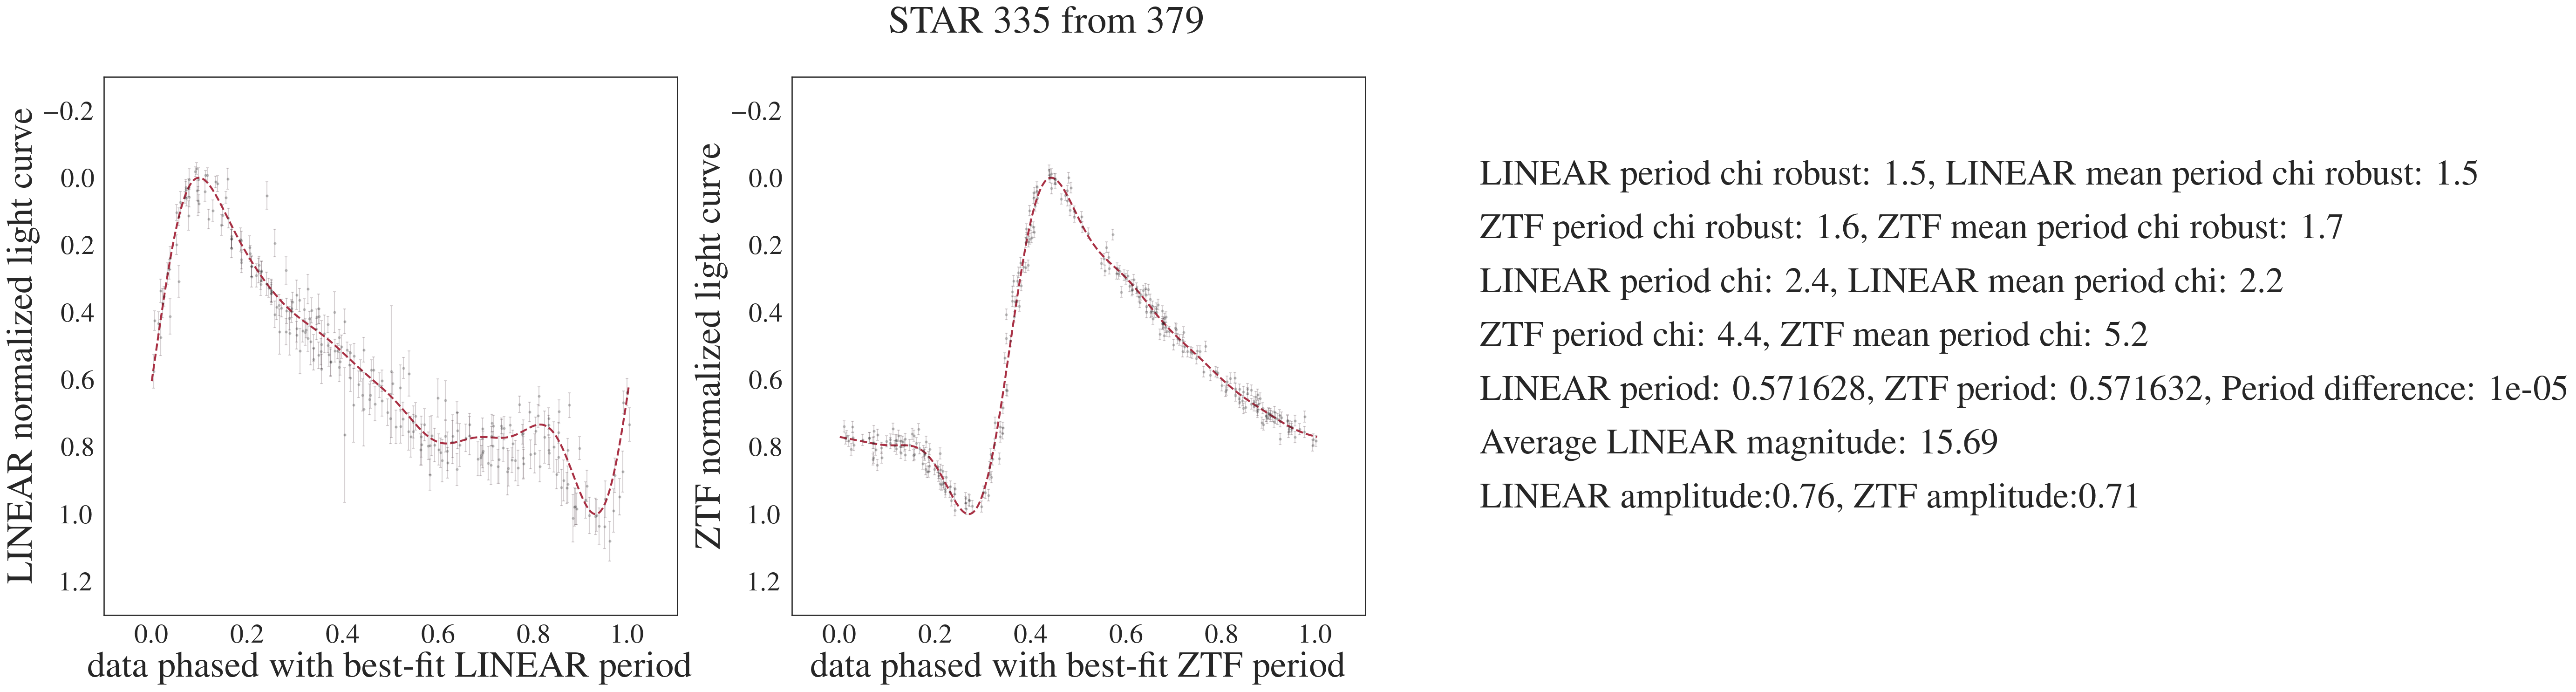 STAR 335 from 379
LINEAR normalized light curve
−0.2
0.0
0.2
0.4
0.6
0.8
1.0
1.2
0.0 0.2 0.4 0.6 0.8 1.0
data phased with best-fit LINEAR period
ZTF normalized light curve
−0.2
0.0
0.2
0.4
0.6
0.8
1.0
1.2
0.0 0.2 0.4 0.6 0.8 1.0
data phased with best-fit ZTF period
LINEAR period chi robust: 1.5, LINEAR mean period chi robust: 1.5
ZTF period chi robust: 1.6, ZTF mean period chi robust: 1.7
LINEAR period chi: 2.4, LINEAR mean period chi: 2.2
ZTF period chi: 4.4, ZTF mean period chi: 5.2
LINEAR period: 0.571628, ZTF period: 0.571632, Period difference: 1e-05
Average LINEAR magnitude: 15.69
LINEAR amplitude:0.76, ZTF amplitude:0.71